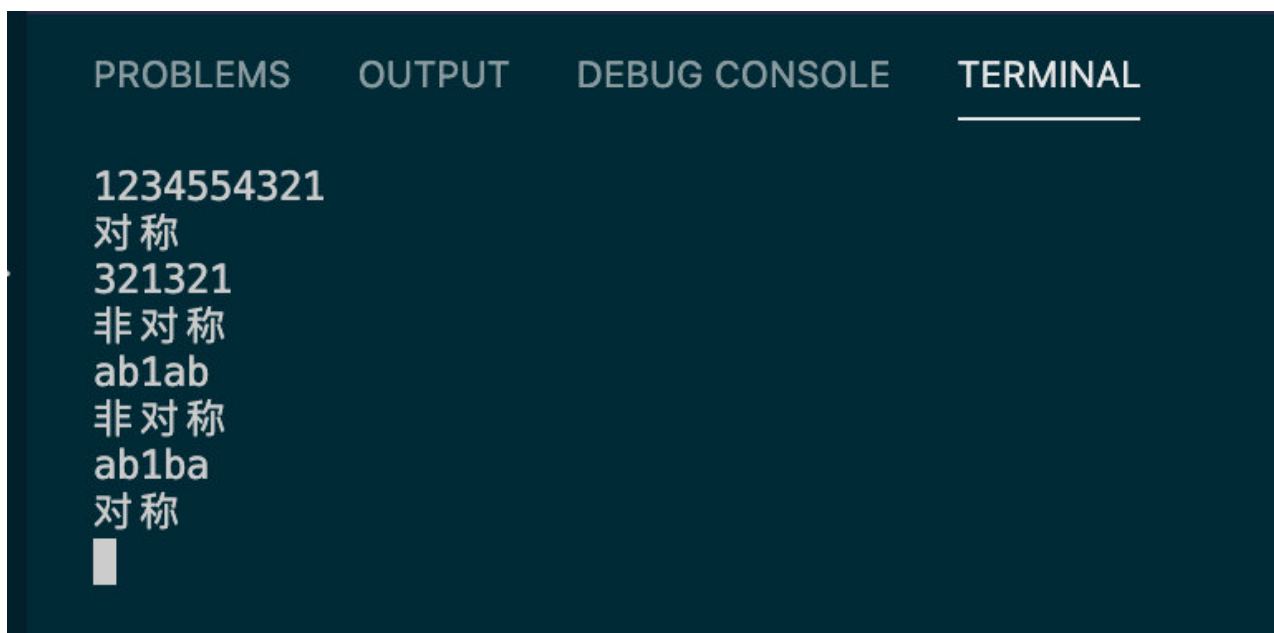 PROBLEMS OUTPUT DEBUG CONSOLE TERMINAL
1234554321
对称
321321
非对称
ab1ab
非对称
ab1ba
对称